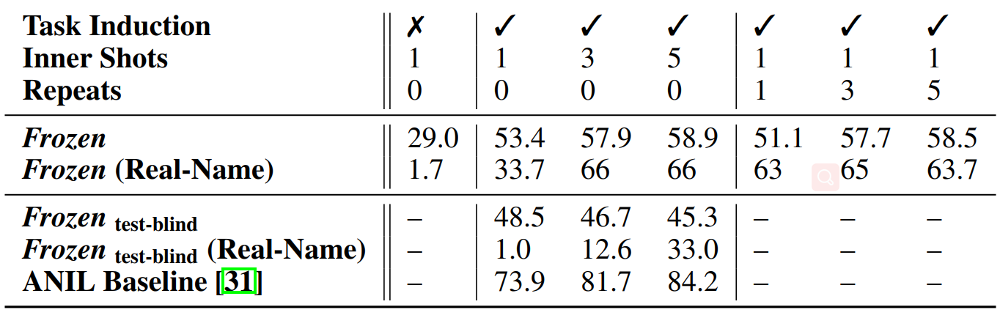 Task Induction ✗ ✓ ✓ ✓ ✓ ✓ ✓
Inner Shots 1 1 3 5 1 1 1
Repeats 0 0 0 0 1 3 5
Frozen 29.0 53.4 57.9 58.9 51.1 57.7 58.5
Frozen (Real-Name) 1.7 33.7 66 66 63 65 63.7
Frozen test-blind – 48.5 46.7 45.3 – – –
Frozen test-blind (Real-Name) – 1.0 12.6 33.0 – – –
ANIL Baseline [31] – 73.9 81.7 84.2 – – –